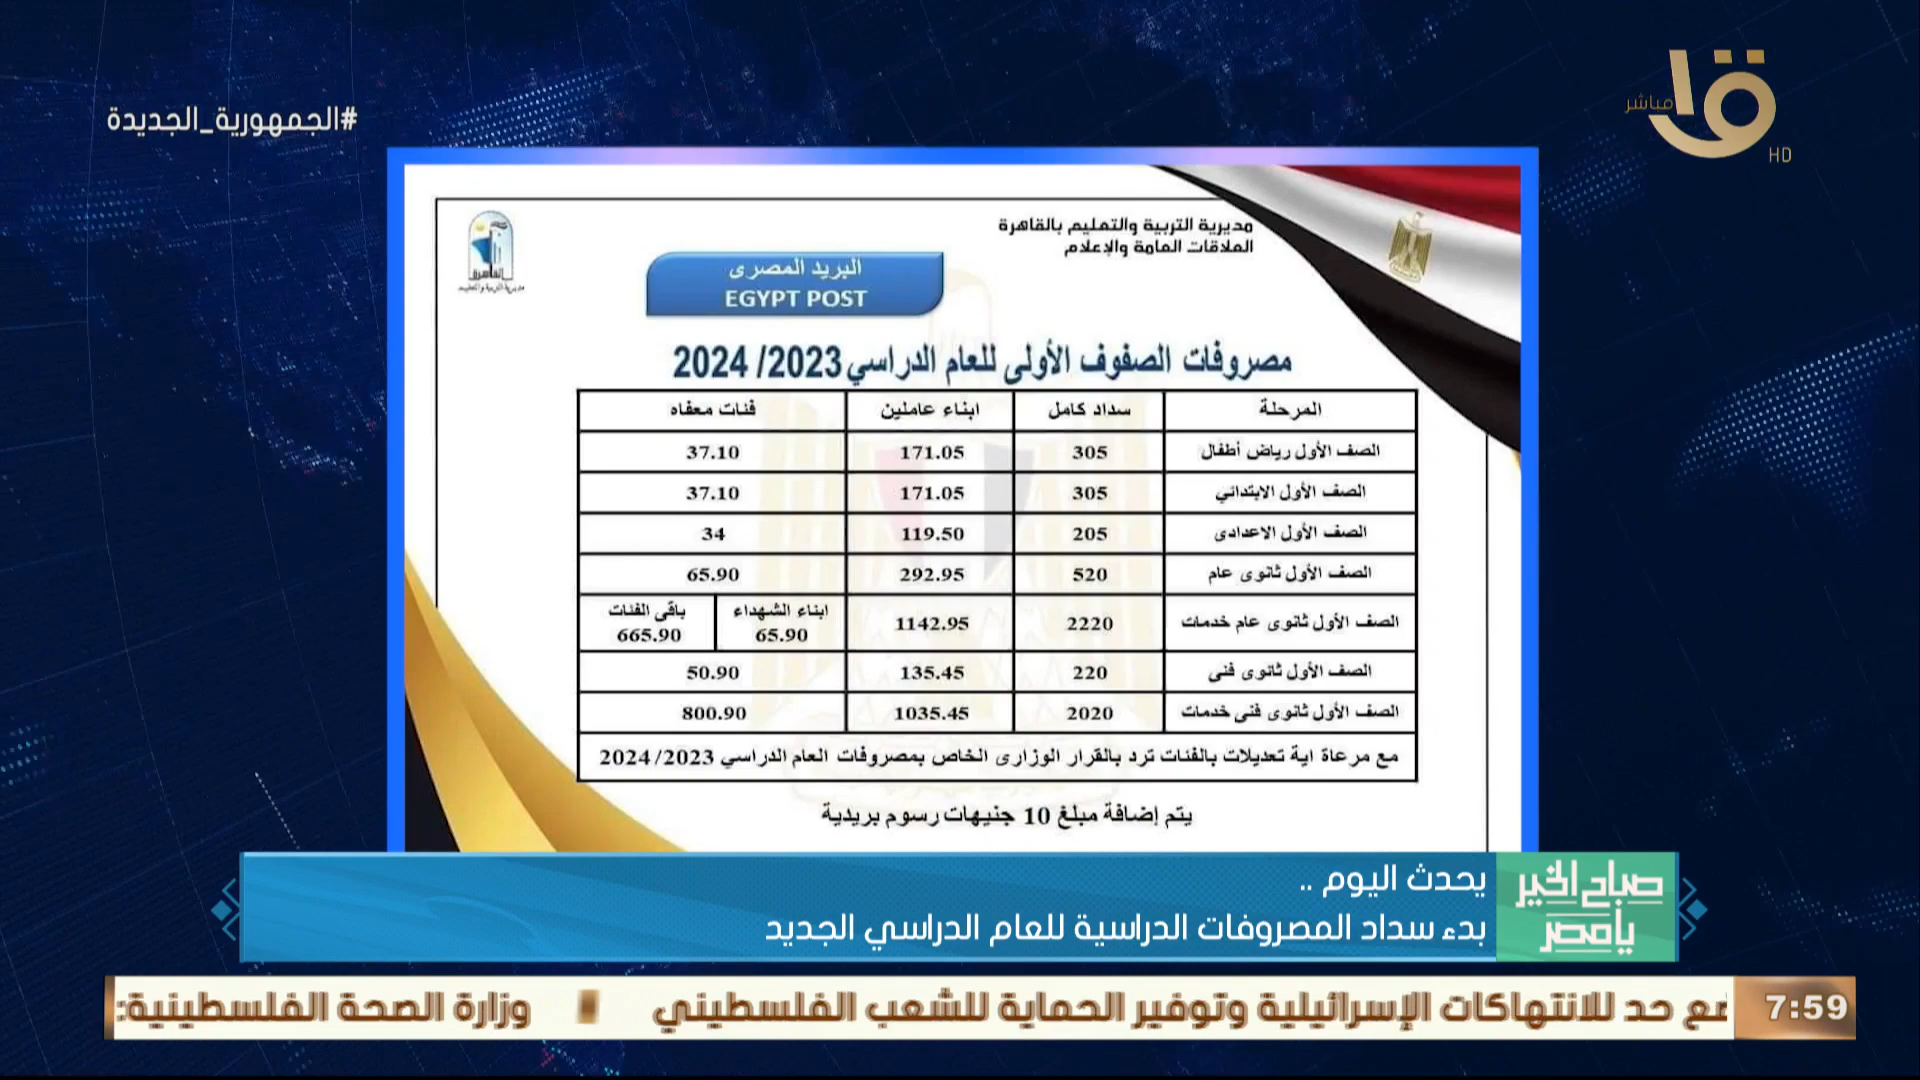 #الجمهورية_الجديدة
مباشر
HD
مديرية التربية والتعليم بالقاهرة
العلاقات العامة والإعلام
القاهرة
مديرية التربية والتعليم
البريد المصرى
EGYPT POST
مصروفات الصفوف الأولى للعام الدراسي 2023/ 2024
المرحلة سداد كامل ابناء عاملين فئات معفاه
الصف الأول رياض أطفال 305 171.05 37.10
الصف الأول الابتدائي 305 171.05 37.10
الصف الأول الاعدادى 205 119.50 34
الصف الأول ثانوى عام 520 292.95 65.90
الصف الأول ثانوى عام خدمات 2220 1142.95 ابناء الشهداء 65.90 باقى الفئات 665.90
الصف الأول ثانوى فنى 220 135.45 50.90
الصف الأول ثانوى فنى خدمات 2020 1035.45 800.90
مع مرعاة اية تعديلات بالفئات ترد بالقرار الوزارى الخاص بمصروفات العام الدراسي 2023/ 2024
يتم إضافة مبلغ 10 جنيهات رسوم بريدية
صباح الخير
يا مصر
يحدث اليوم ..
بدء سداد المصروفات الدراسية للعام الدراسي الجديد
7:59
حد للانتهاكات الإسرائيلية وتوفير الحماية للشعب الفلسطيني
وزارة الصحة الفلسطينية: